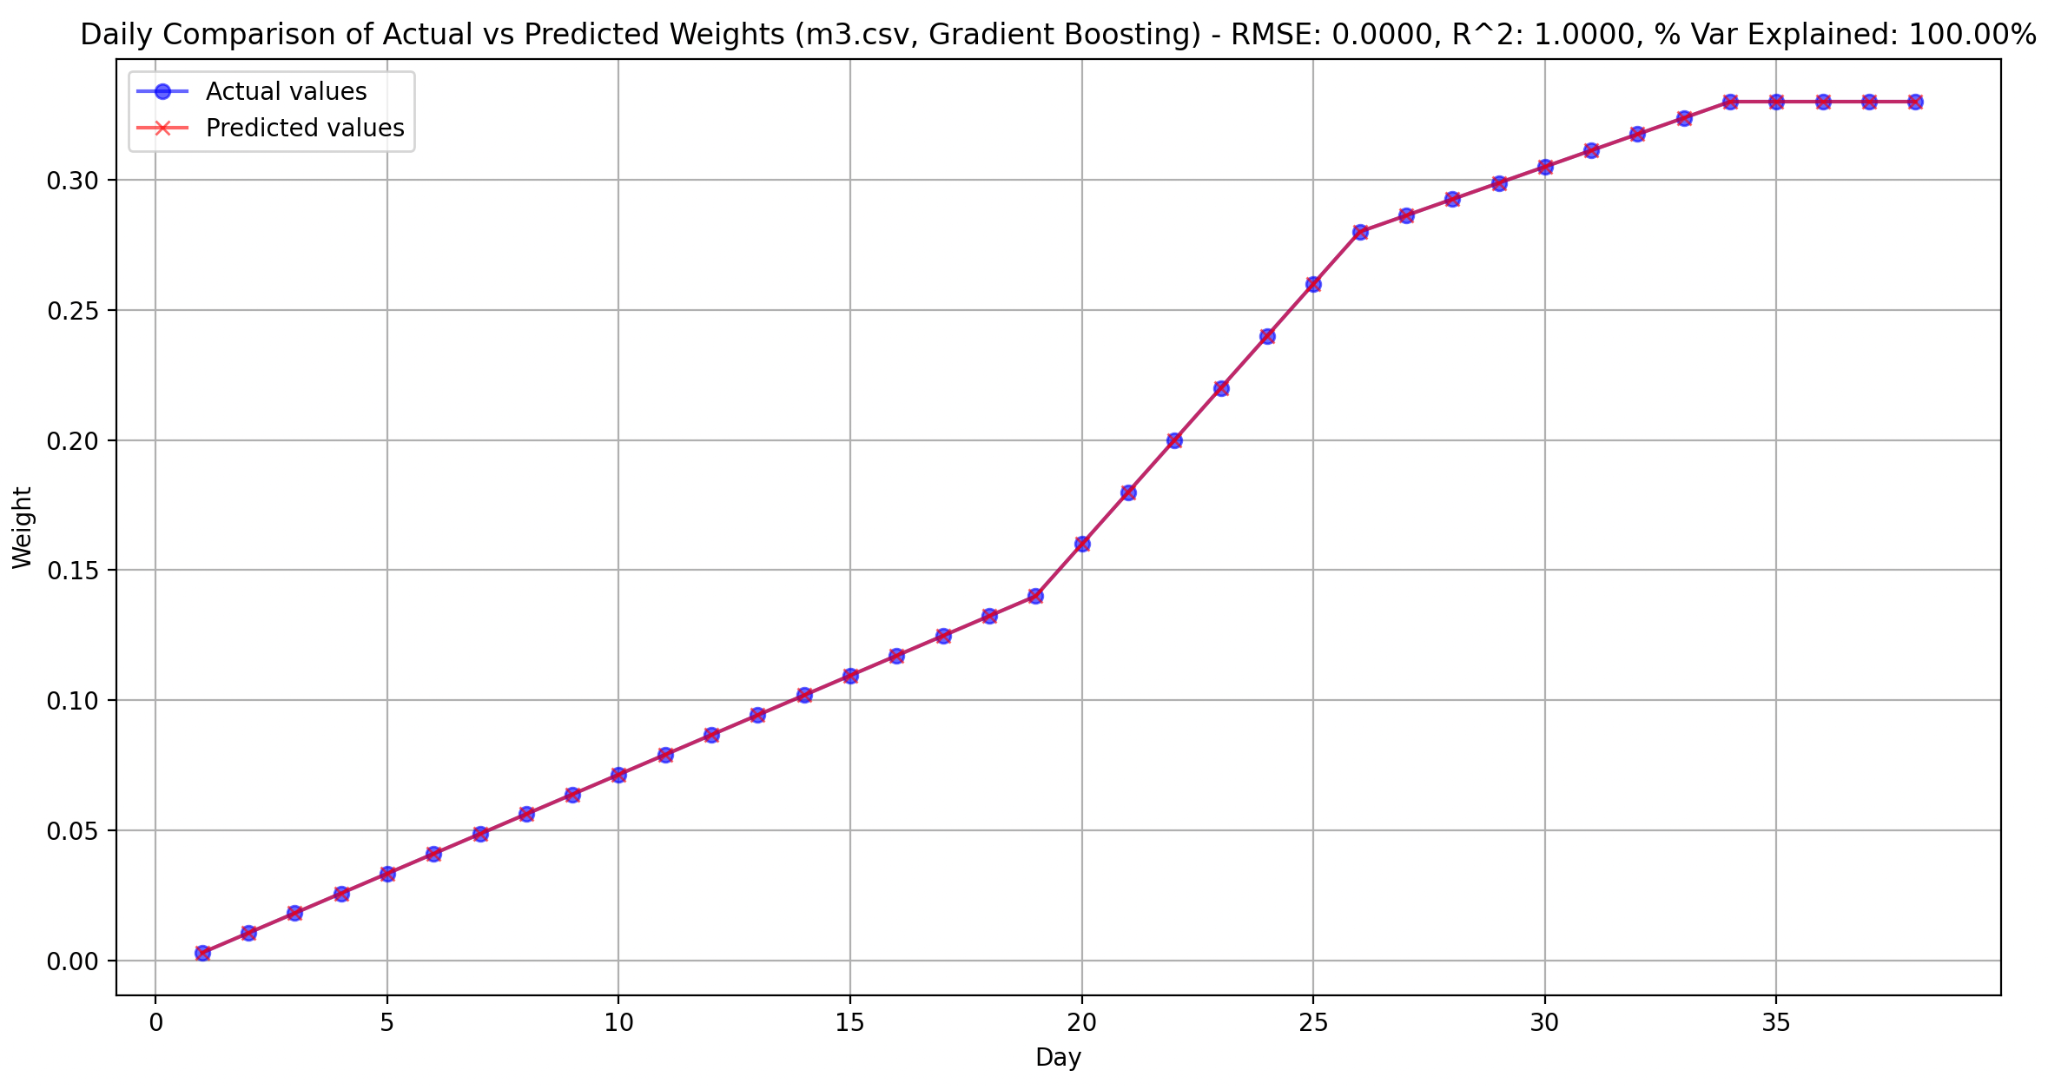 Daily Comparison of Actual vs Predicted Weights (m3.csv, Gradient Boosting) - RMSE: 0.0000, R^2: 1.0000, % Var Explained: 100.00%
Actual values
Predicted values
0.30
0.25
0.20
0.15
0.10
0.05
0.00
Weight
0 5 10 15 20 25 30 35
Day